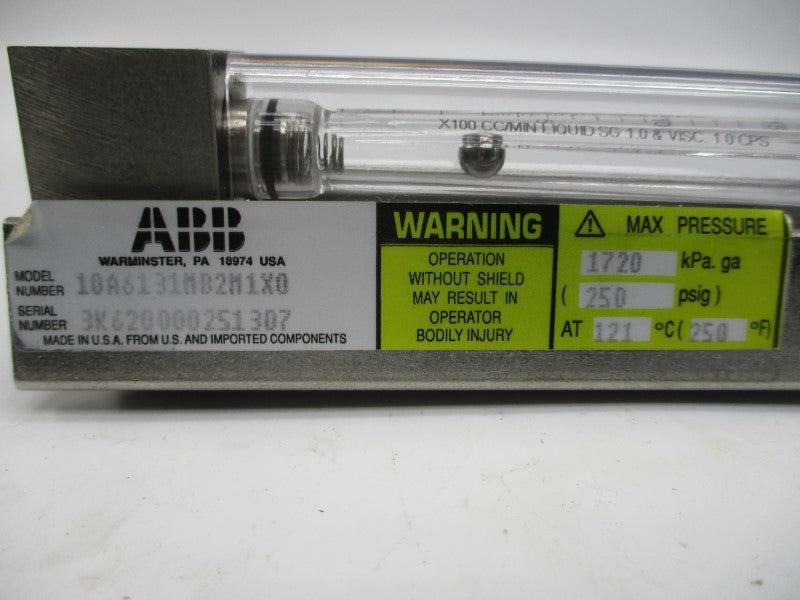 X100 CC/MINT LIQUID SG 1.0 & VISC 1.0 CPS
ABB
WARMINSTER, PA 18974 USA
MODEL NUMBER 10A6131MB2M1X0
SERIAL NUMBER 3K620000251307
MADE IN U.S.A. FROM U.S. AND IMPORTED COMPONENTS
WARNING
OPERATION
WITHOUT SHIELD
MAY RESULT IN
OPERATOR
BODILY INJURY
MAX PRESSURE
1720 kPa. ga
( 250 psig )
AT 121 °C ( 250 °F)